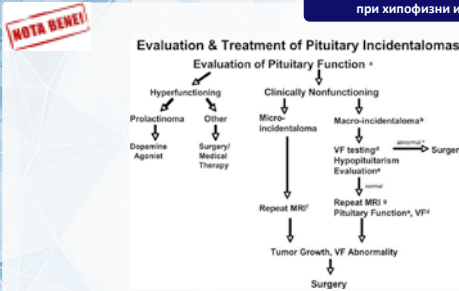 при хипофизни и
NOTA BENE!
Evaluation & Treatment of Pituitary Incidentalomas
Evaluation of Pituitary Function a
Hyperfunctioning
Clinically Nonfunctioning
Prolactinoma
Other
Micro-
incidentaloma
Macro-incidentaloma b
Dopamine
Agonist
Surgery/
Medical
Therapy
VF testing d
Hypopituitarism
Evaluation e
abnormal
Surger
normal
Repeat MRI f
Repeat MRI g
Pituitary Function e, VF d
Tumor Growth, VF Abnormality
Surgery